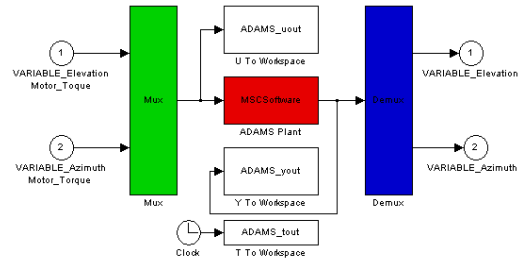 ADAMS_uout
U To Workspace
1
VARIABLE_Elevation
Motor_Toque
Mux
MSCSoftware
ADAMS Plant
Demux
1
VARIABLE_Elevation
2
VARIABLE_Azimuth
Motor_Torque
Mux
ADAMS_yout
Y To Workspace
Demux
2
VARIABLE_Azimuth
Clock
ADAMS_tout
T To Workspace